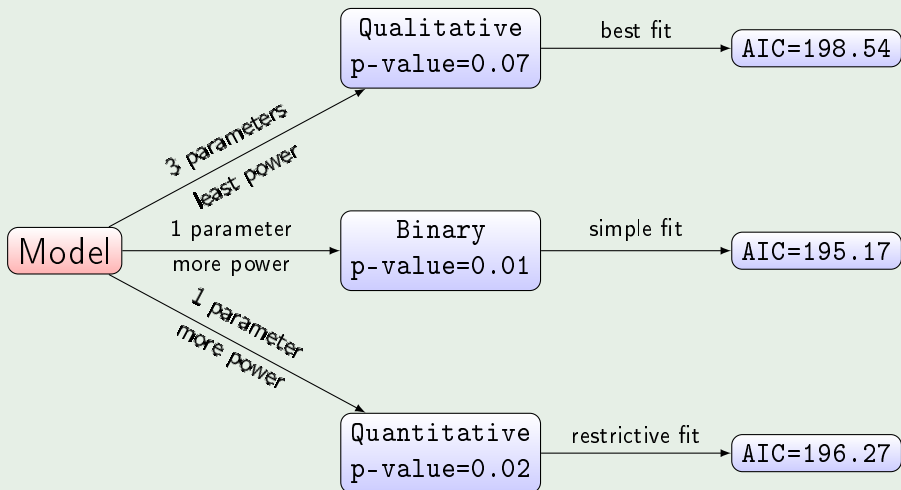 Qualitative
p-value=0.07
best fit
AIC=198.54
3 parameters
least power
Model
1 parameter
more power
Binary
p-value=0.01
simple fit
AIC=195.17
1 parameter
more power
Quantitative
p-value=0.02
restrictive fit
AIC=196.27